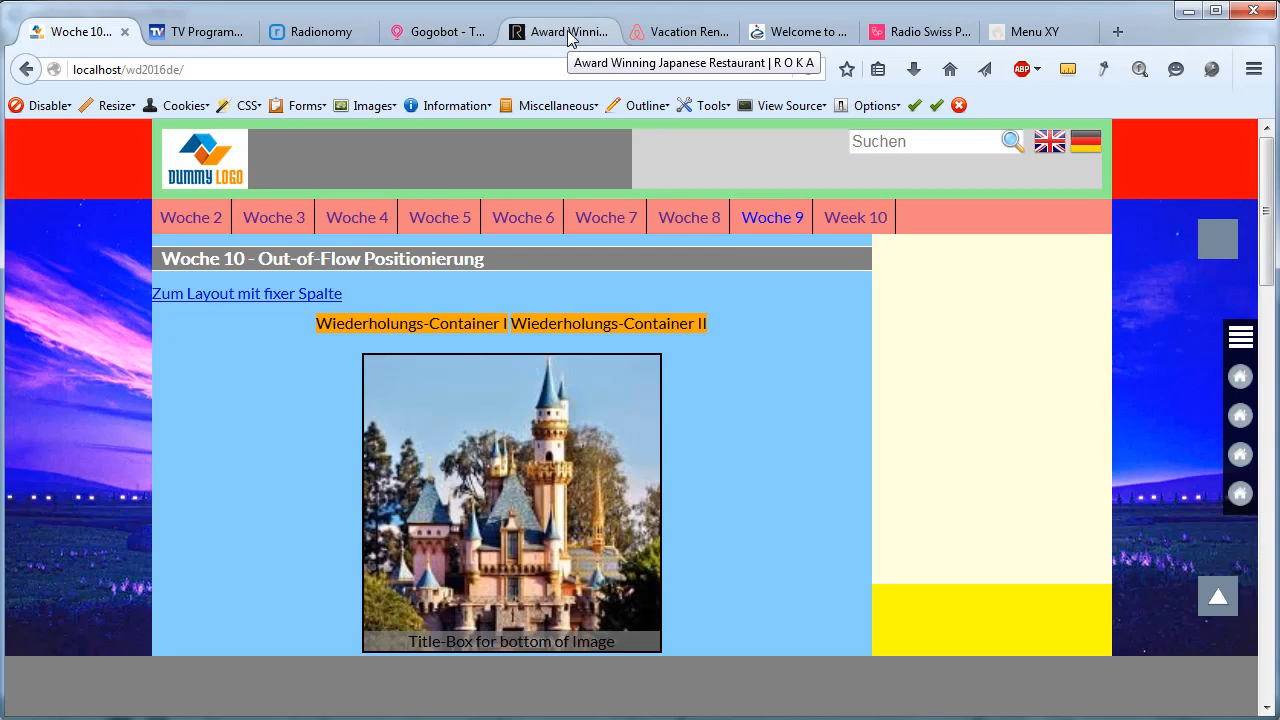 Woche 10...
TV Program...
Radionomy
Gogobot - T...
Award Winni...
Vacation Ren...
Welcome to ...
Radio Swiss P...
Menu XY
localhost/wd2016de/
Award Winning Japanese Restaurant | R O K A
ABP
Disable
Resize
Cookies
CSS
Forms
Images
Information
Miscellaneous
Outline
Tools
View Source
Options
DUMMY LOGO
Suchen
Woche 2
Woche 3
Woche 4
Woche 5
Woche 6
Woche 7
Woche 8
Woche 9
Week 10
Woche 10 - Out-of-Flow Positionierung
Zum Layout mit fixer Spalte
Wiederholungs-Container I Wiederholungs-Container II
Title-Box for bottom of Image